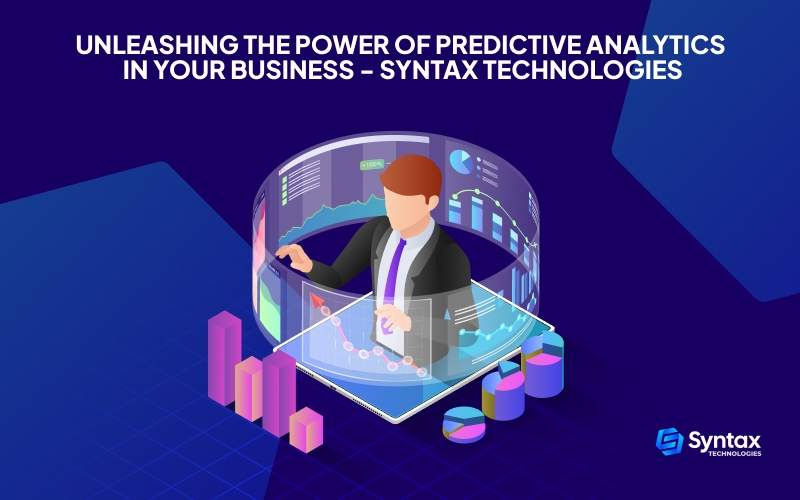 UNLEASHING THE POWER OF PREDICTIVE ANALYTICS
IN YOUR BUSINESS – SYNTAX TECHNOLOGIES
Syntax
TECHNOLOGIES